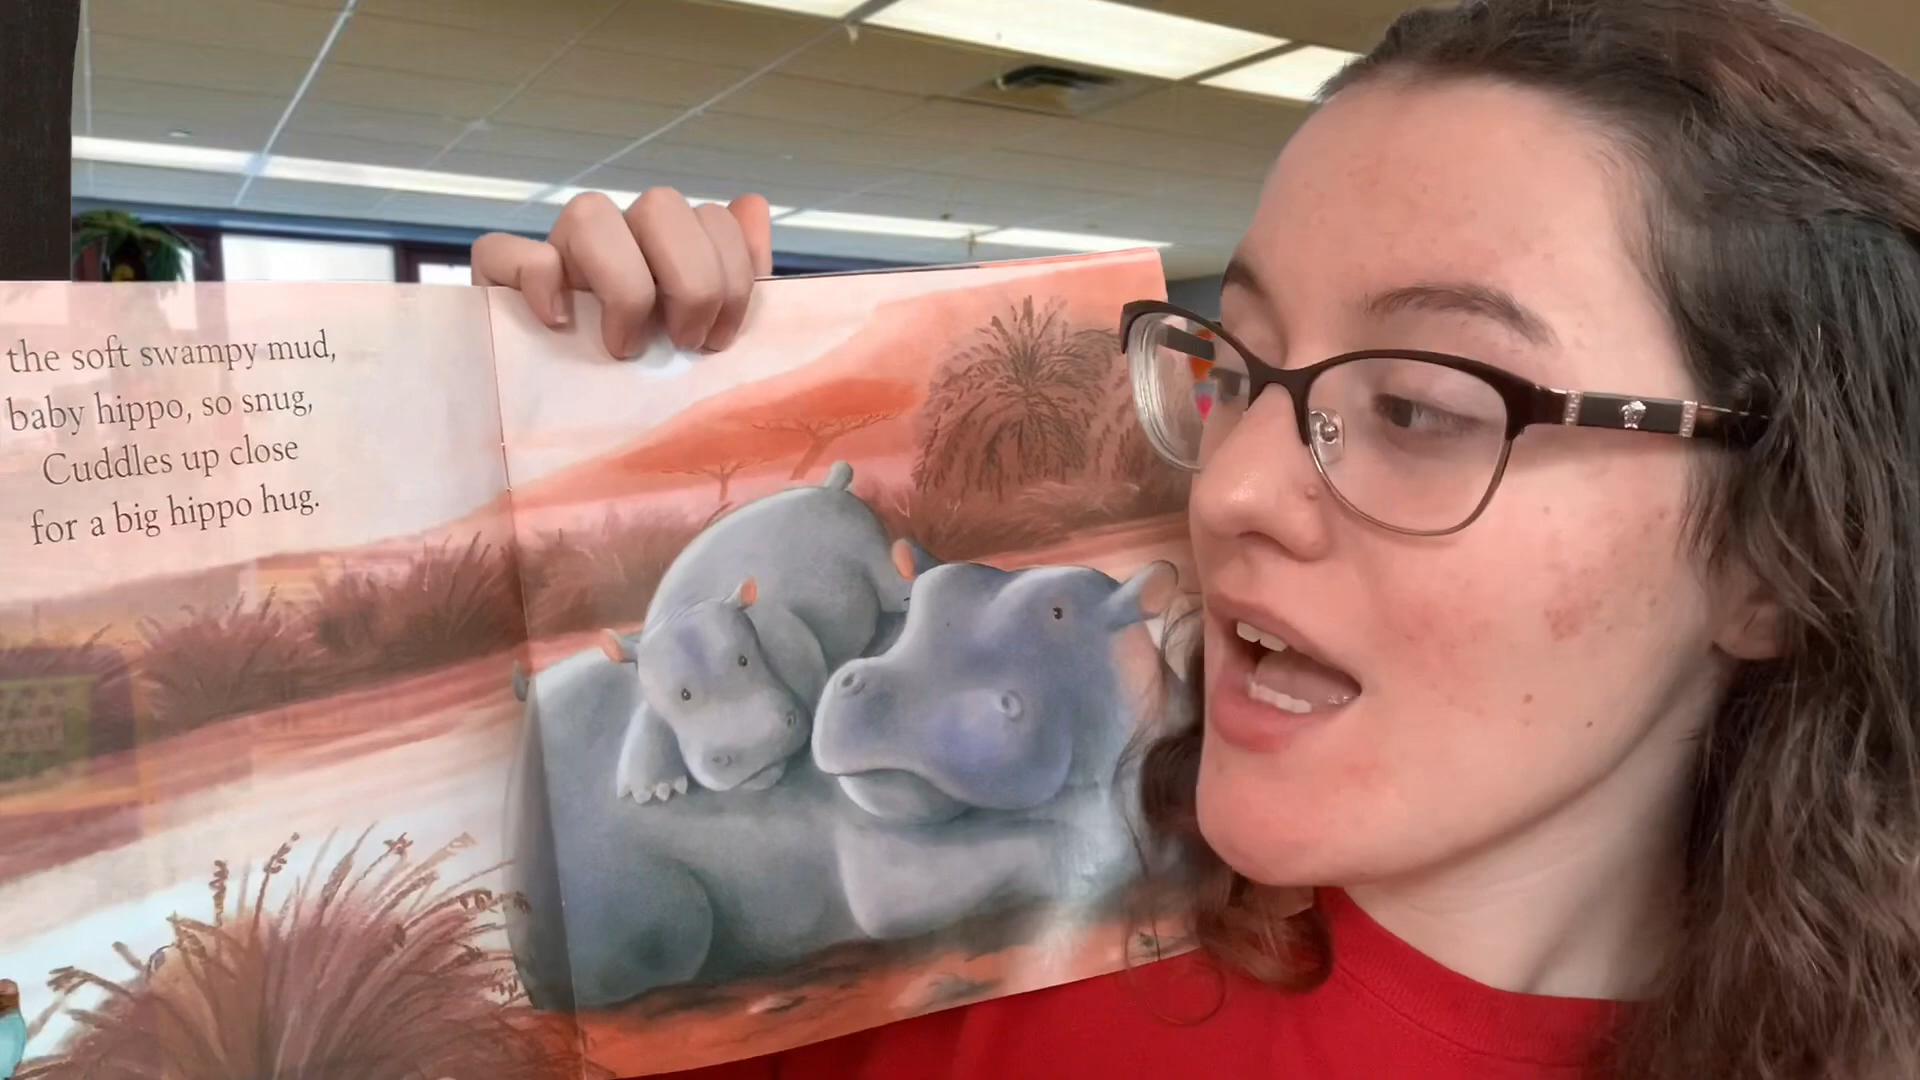 the soft swampy mud,
baby hippo, so snug,
Cuddles up close
for a big hippo hug.